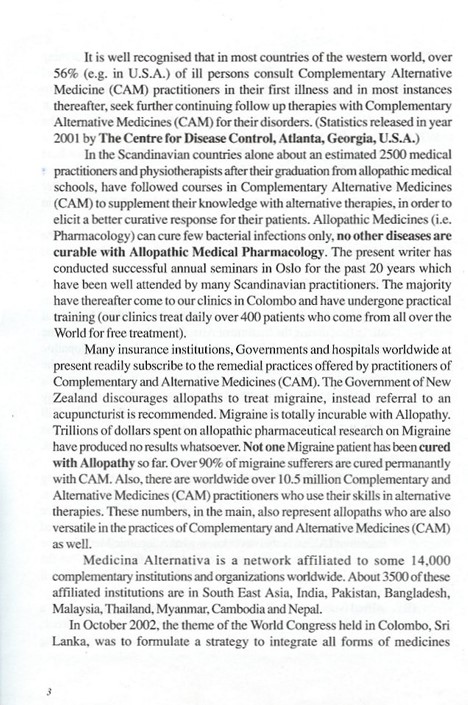 It is well recognised that in most countries of the western world, over
56% (e.g. in U.S.A.) of ill persons consult Complementary Alternative
Medicine (CAM) practitioners in their first illness and in most instances
thereafter, seek further continuing follow up therapies with Complementary
Alternative Medicines (CAM) for their disorders. (Statistics released in year
2001 by The Centre for Disease Control, Atlanta, Georgia, U.S.A.)
In the Scandinavian countries alone about an estimated 2500 medical
practitioners and physiotherapists after their graduation from allopathic medical
schools, have followed courses in Complementary Alternative Medicines
(CAM) to supplement their knowledge with alternative therapies, in order to
elicit a better curative response for their patients. Allopathic Medicines (i.e.
Pharmacology) can cure few bacterial infections only, no other diseases are
curable with Allopathic Medical Pharmacology. The present writer has
conducted successful annual seminars in Oslo for the past 20 years which
have been well attended by many Scandinavian practitioners. The majority
have thereafter come to our clinics in Colombo and have undergone practical
training (our clinics treat daily over 400 patients who come from all over the
World for free treatment).
Many insurance institutions, Governments and hospitals worldwide at
present readily subscribe to the remedial practices offered by practitioners of
Complementary and Alternative Medicines (CAM). The Government of New
Zealand discourages allopaths to treat migraine, instead referral to an
acupuncturist is recommended. Migraine is totally incurable with Allopathy.
Trillions of dollars spent on allopathic pharmaceutical research on Migraine
have produced no results whatsoever. Not one Migraine patient has been cured
with Allopathy so far. Over 90% of migraine sufferers are cured permanantly
with CAM. Also, there are worldwide over 10.5 million Complementary and
Alternative Medicines (CAM) practitioners who use their skills in alternative
therapies. These numbers, in the main, also represent allopaths who are also
versatile in the practices of Complementary and Alternative Medicines (CAM)
as well.
Medicina Alternativa is a network affiliated to some 14,000
complementary institutions and organizations worldwide. About 3500 of these
affiliated institutions are in South East Asia, India, Pakistan, Bangladesh,
Malaysia, Thailand, Myanmar, Cambodia and Nepal.
In October 2002, the theme of the World Congress held in Colombo, Sri
Lanka, was to formulate a strategy to integrate all forms of medicines
3